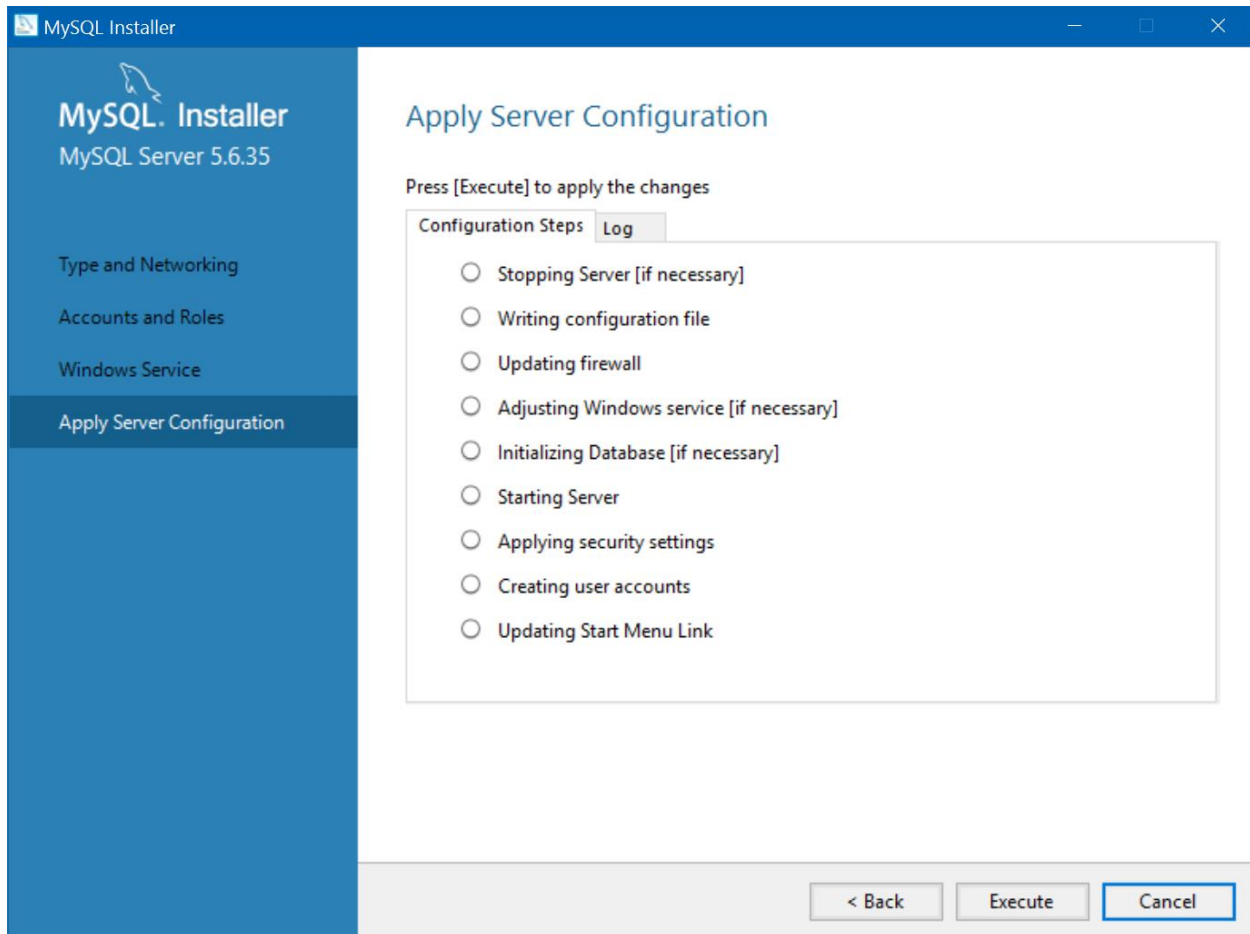 MySQL Installer
MySQL. Installer
MySQL Server 5.6.35
Type and Networking
Accounts and Roles
Windows Service
Apply Server Configuration
Apply Server Configuration
Press [Execute] to apply the changes
Configuration Steps Log
Stopping Server [if necessary]
Writing configuration file
Updating firewall
Adjusting Windows service [if necessary]
Initializing Database [if necessary]
Starting Server
Applying security settings
Creating user accounts
Updating Start Menu Link
< Back Execute Cancel